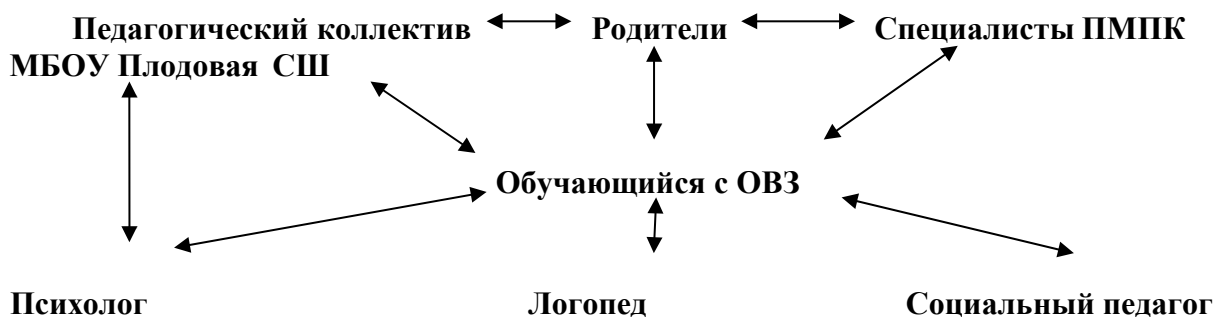 Педагогический коллектив Родители Специалисты ПМПК
МБОУ Плодовая СШ
Обучающийся с ОВЗ
Психолог Логопед Социальный педагог